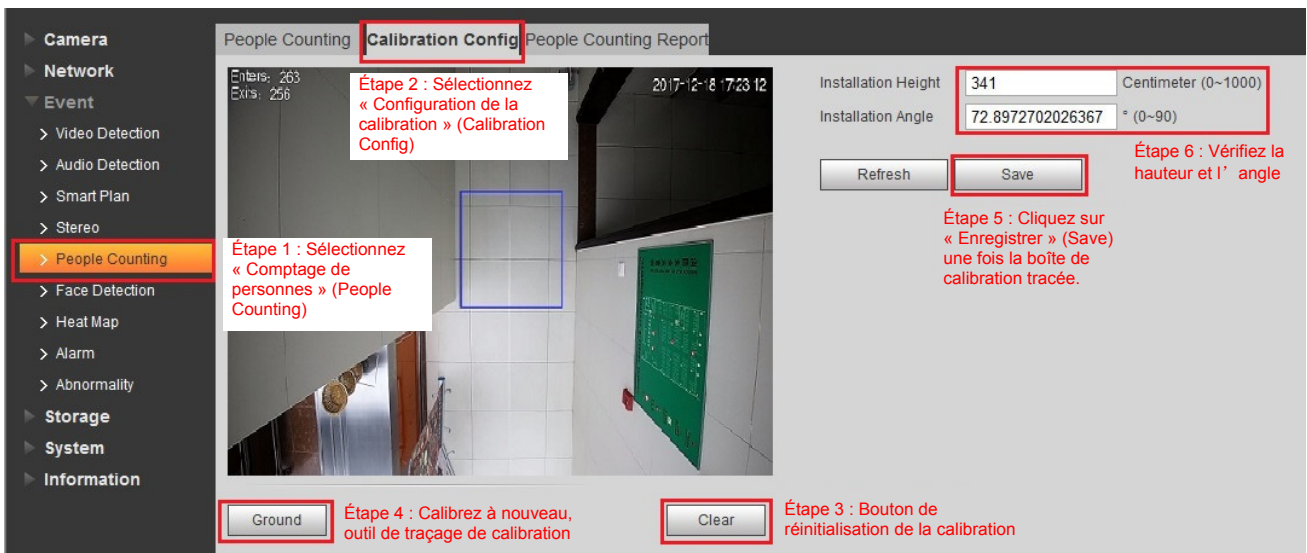 Camera
Network
Event
Video Detection
Audio Detection
Smart Plan
Stereo
People Counting
Face Detection
Heat Map
Alarm
Abnormality
Storage
System
Information
People Counting
Calibration Config
People Counting Report
Enters: 263
Exits: 256
2017-12-18 17:23:12
Étape 2 : Sélectionnez
« Configuration de la
calibration » (Calibration
Config)
Étape 1 : Sélectionnez
« Comptage de
personnes » (People
Counting)
Installation Height
341
Centimeter (0~1000)
Installation Angle
72.8972702026367
° (0~90)
Étape 6 : Vérifiez la
hauteur et l’angle
Refresh
Save
Étape 5 : Cliquez sur
« Enregistrer » (Save)
une fois la boîte de
calibration tracée.
Ground
Étape 4 : Calibrez à nouveau,
outil de traçage de calibration
Clear
Étape 3 : Bouton de
réinitialisation de la calibration